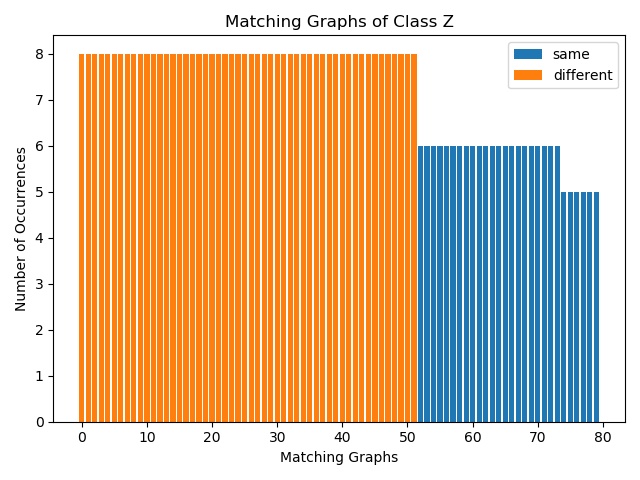 Matching Graphs of Class Z
same
different
Number of Occurrences
8
7
6
5
4
3
2
1
0
0 10 20 30 40 50 60 70 80
Matching Graphs